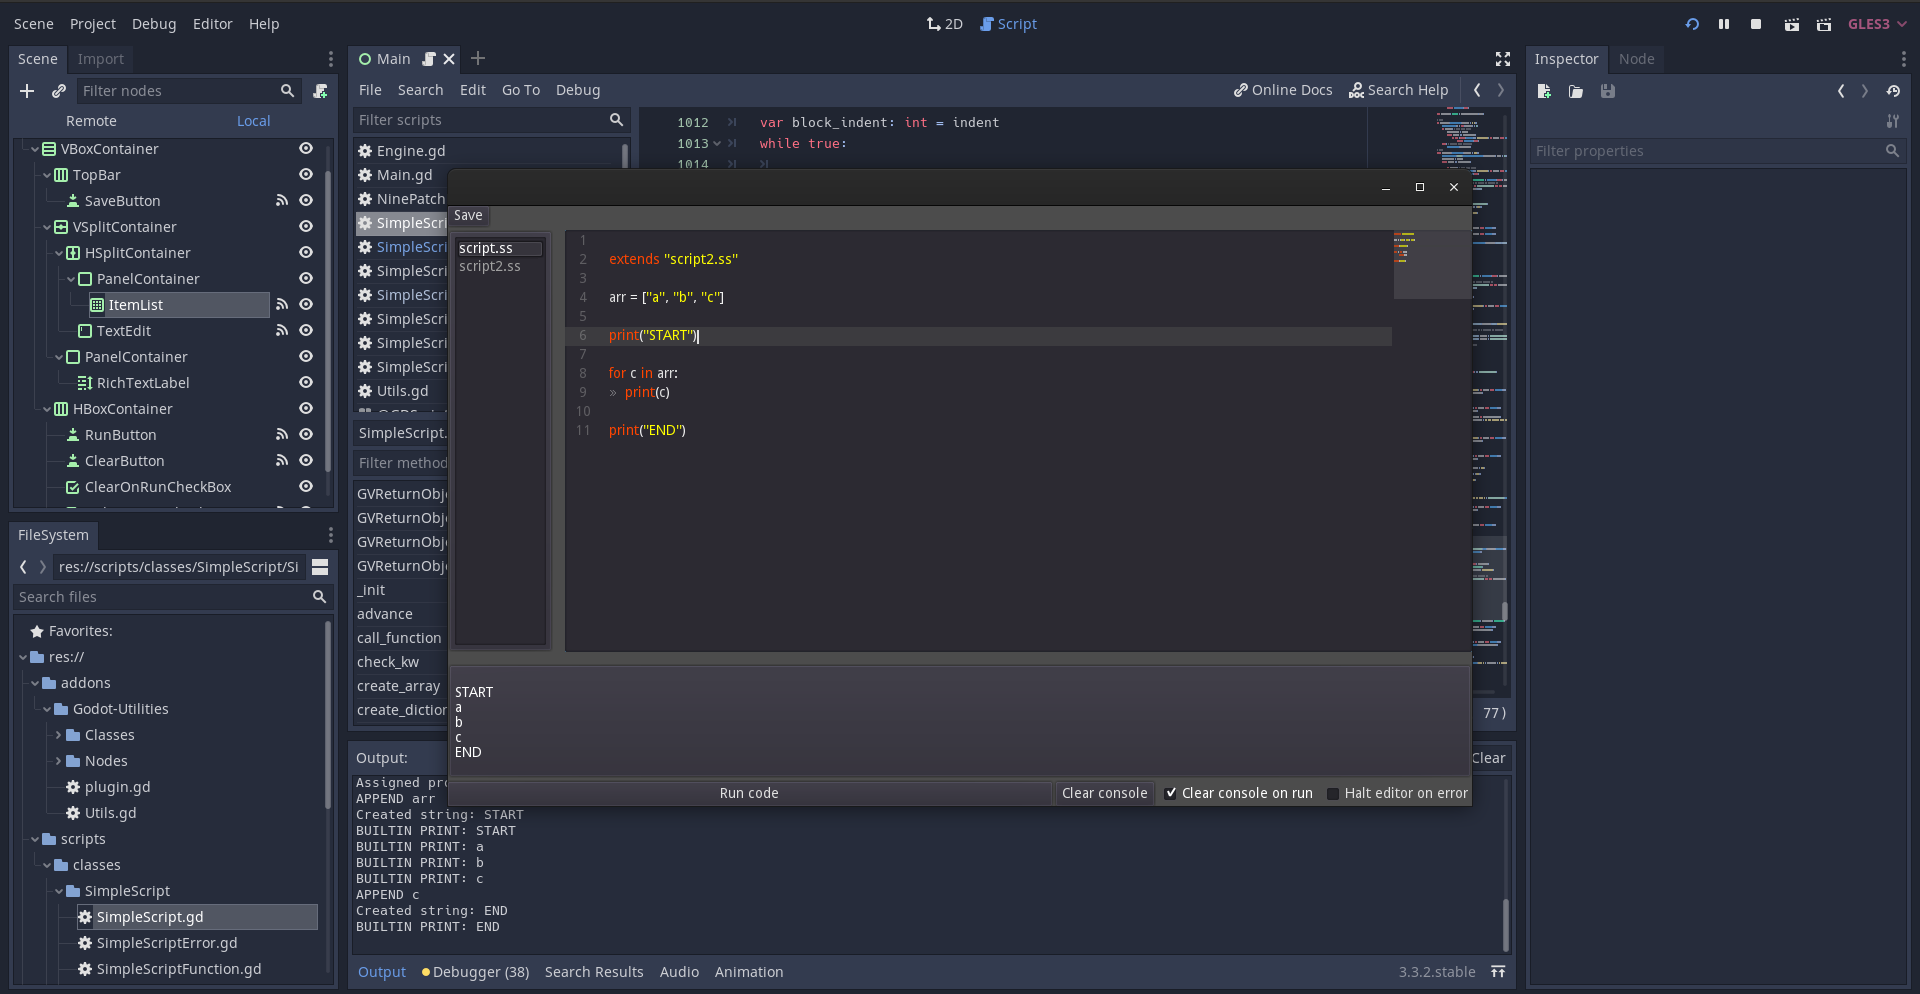 Scene Project Debug Editor Help
2D Script
GLES3
Scene Import
Filter nodes
Remote Local
VBoxContainer
TopBar
SaveButton
VSplitContainer
HSplitContainer
PanelContainer
ItemList
TextEdit
PanelContainer
RichTextLabel
HBoxContainer
RunButton
ClearButton
ClearOnRunCheckBox
FileSystem
res://scripts/classes/SimpleScript/Si
Search files
Favorites:
res://
addons
Godot-Utilities
Classes
Nodes
plugin.gd
Utils.gd
scripts
classes
SimpleScript
SimpleScript.gd
SimpleScriptError.gd
SimpleScriptFunction.gd
Main
File Search Edit Go To Debug
Online Docs Search Help
Filter scripts
Engine.gd
Main.gd
NinePatch
SimpleScri
SimpleScri
SimpleScri
SimpleScri
SimpleScri
SimpleScri
SimpleScri
Utils.gd
SimpleScript.
Filter method
GVReturnObje
GVReturnObje
GVReturnObje
GVReturnObje
_init
advance
call_function
check_kw
create_array
create_diction
1012 var block_indent: int = indent
1013 while true:
1014
77)
Save
script.ss
script2.ss
1
2 extends "script2.ss"
3
4 arr = ["a", "b", "c"]
5
6 print("START")
7
8 for c in arr:
9 » print(c)
10
11 print("END")
START
a
b
c
END
Run code Clear console Clear console on run Halt editor on error
Output:
Clear
Assigned pro
APPEND arr
Created string: START
BUILTIN PRINT: START
BUILTIN PRINT: a
BUILTIN PRINT: b
BUILTIN PRINT: c
APPEND c
Created string: END
BUILTIN PRINT: END
Output Debugger (38) Search Results Audio Animation
3.3.2.stable
Inspector Node
Filter properties